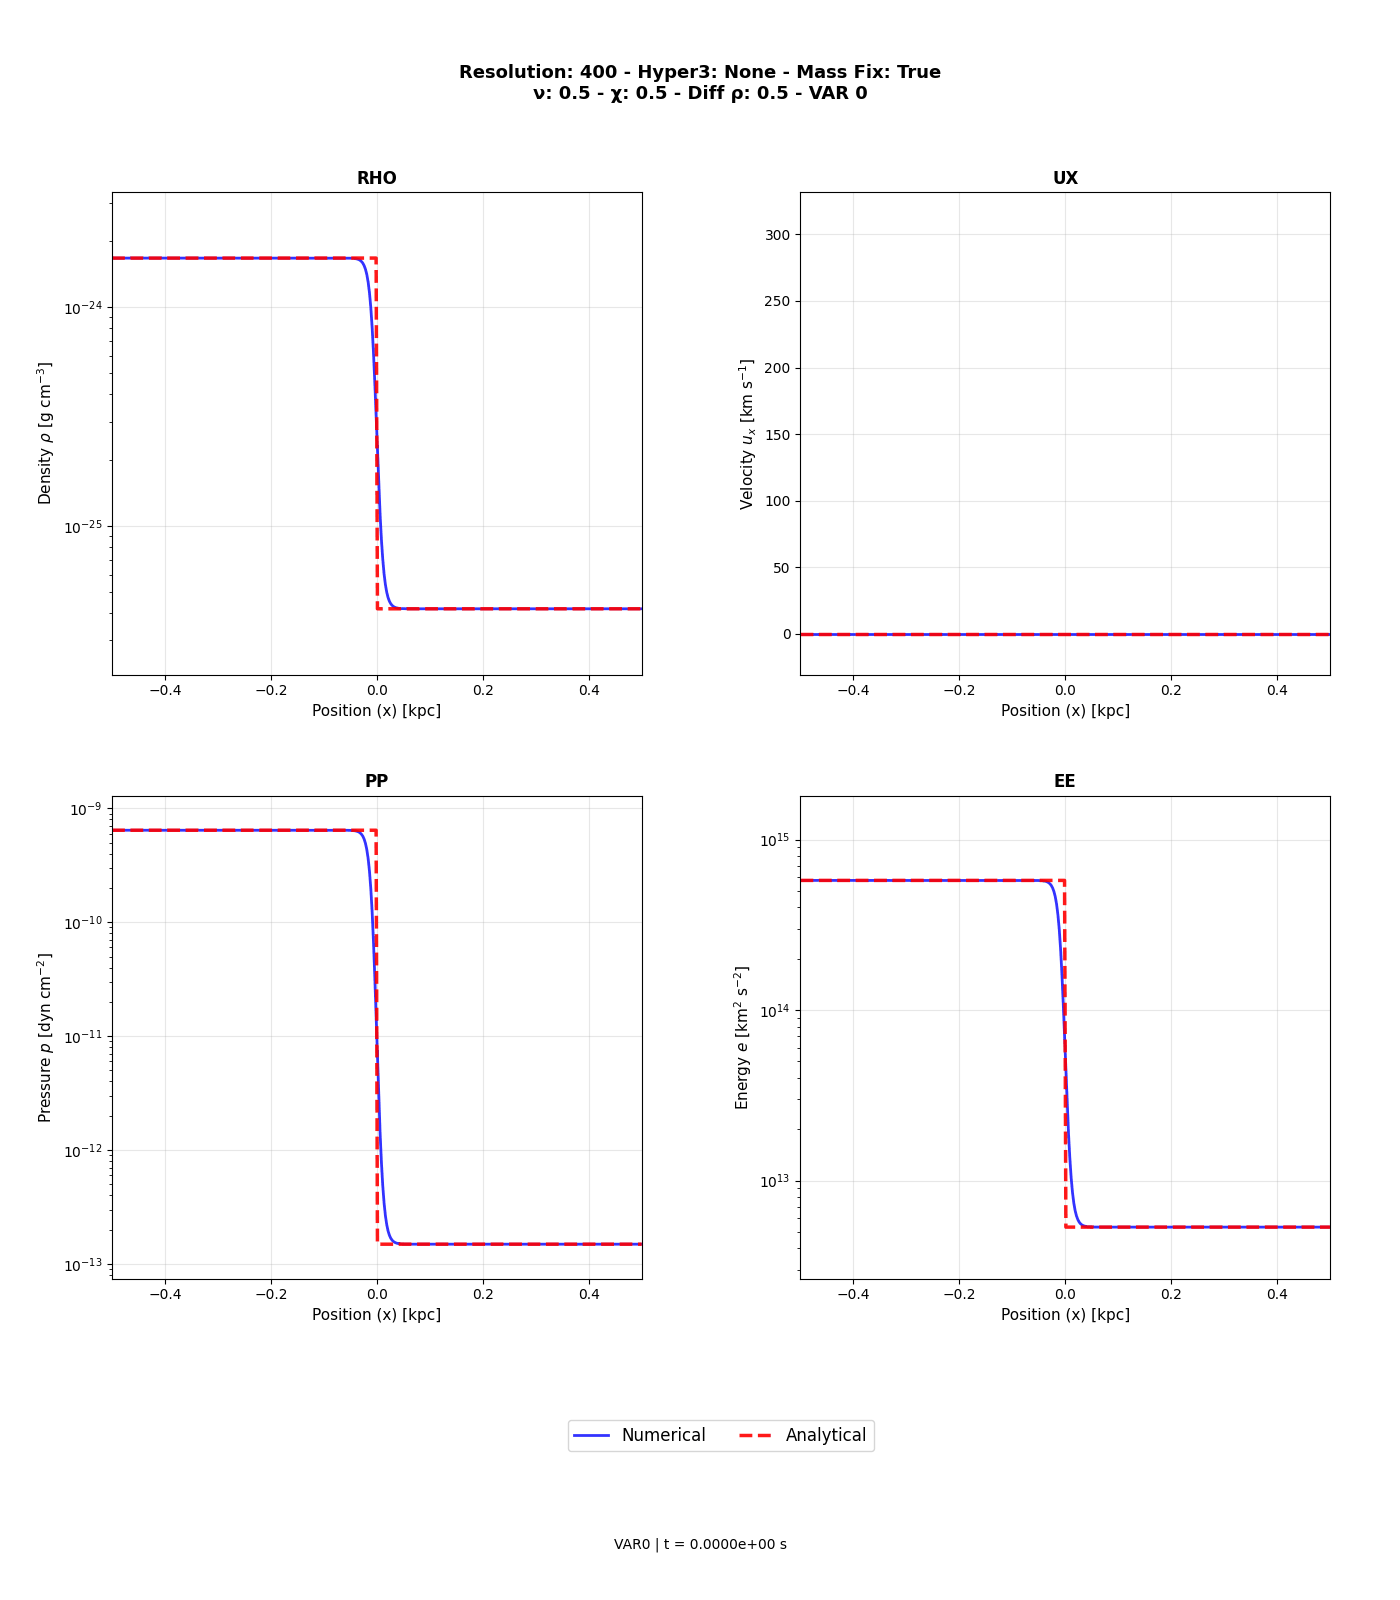 Resolution: 400 - Hyper3: None - Mass Fix: True
ν: 0.5 - χ: 0.5 - Diff ρ: 0.5 - VAR 0
RHO
Density ρ [g cm⁻³]
10⁻²⁴
10⁻²⁵
−0.4 −0.2 0.0 0.2 0.4
Position (x) [kpc]
UX
Velocity uₓ [km s⁻¹]
300
250
200
150
100
50
0
−0.4 −0.2 0.0 0.2 0.4
Position (x) [kpc]
PP
Pressure p [dyn cm⁻²]
10⁻⁹
10⁻¹⁰
10⁻¹¹
10⁻¹²
10⁻¹³
−0.4 −0.2 0.0 0.2 0.4
Position (x) [kpc]
EE
Energy e [km² s⁻²]
10¹⁵
10¹⁴
10¹³
−0.4 −0.2 0.0 0.2 0.4
Position (x) [kpc]
Numerical Analytical
VAR0 | t = 0.0000e+00 s